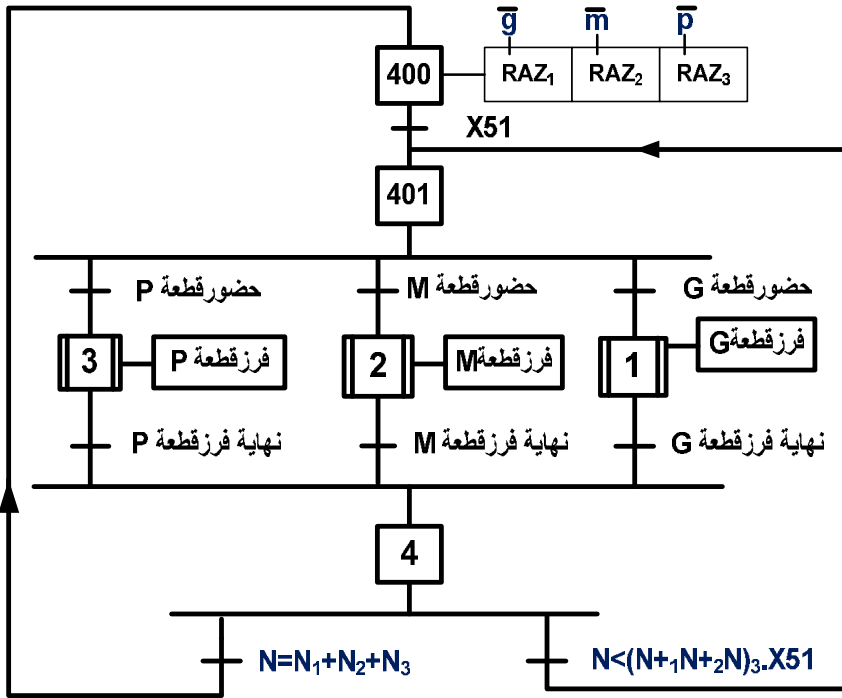 g̅ m̅ p̅
400 RAZ₁ RAZ₂ RAZ₃
X51
401
حضورقطعة P حضورقطعة M حضورقطعة G
3 فرزقطعة P 2 فرزقطعةM 1 فرزقطعةG
نهاية فرزقطعة P نهاية فرزقطعة M نهاية فرزقطعة G
4
N=N₁+N₂+N₃ N<(N+₁N+₂N)₃.X51